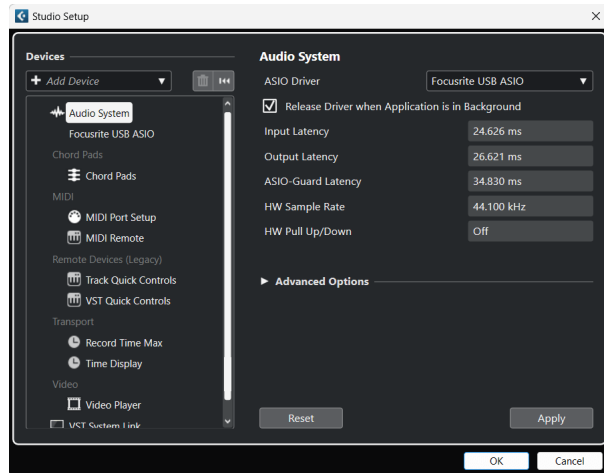 Studio Setup
Devices
Add Device
Audio System
Focusrite USB ASIO
Chord Pads
Chord Pads
MIDI
MIDI Port Setup
MIDI Remote
Remote Devices (Legacy)
Track Quick Controls
VST Quick Controls
Transport
Record Time Max
Time Display
Video
Video Player
VST System Link
Audio System
ASIO Driver Focusrite USB ASIO
Release Driver when Application is in Background
Input Latency 24.626 ms
Output Latency 26.621 ms
ASIO-Guard Latency 34.830 ms
HW Sample Rate 44.100 kHz
HW Pull Up/Down Off
Advanced Options
Reset Apply
OK Cancel